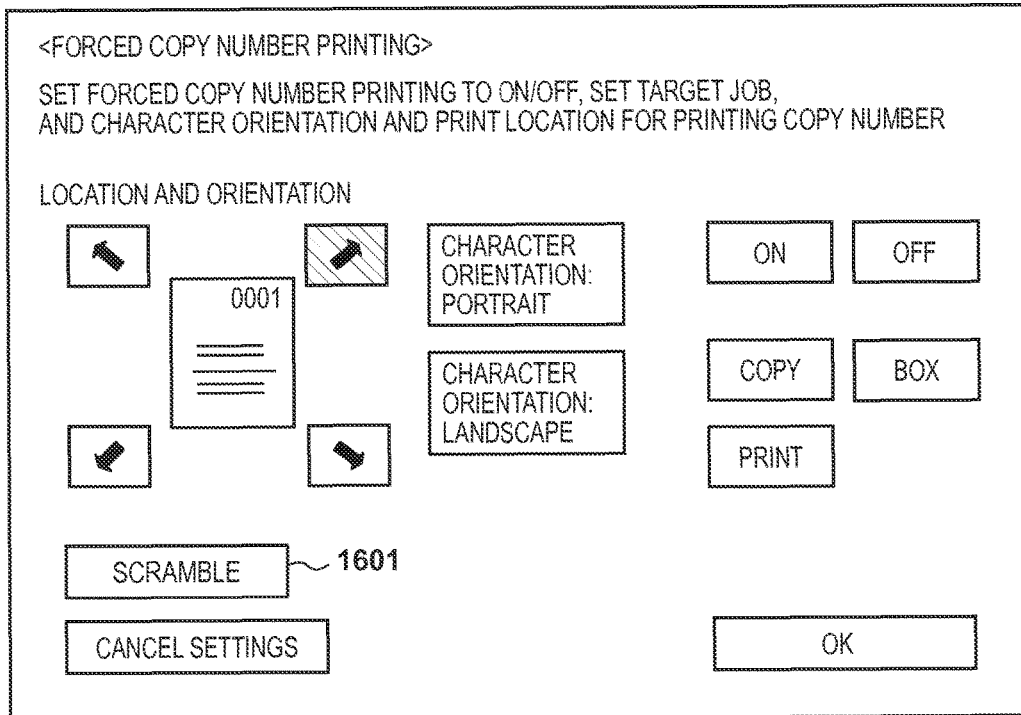 <FORCED COPY NUMBER PRINTING>
SET FORCED COPY NUMBER PRINTING TO ON/OFF, SET TARGET JOB,
AND CHARACTER ORIENTATION AND PRINT LOCATION FOR PRINTING COPY NUMBER
LOCATION AND ORIENTATION
0001
CHARACTER
ORIENTATION:
PORTRAIT
ON
OFF
CHARACTER
ORIENTATION:
LANDSCAPE
COPY
BOX
PRINT
SCRAMBLE
1601
CANCEL SETTINGS
OK